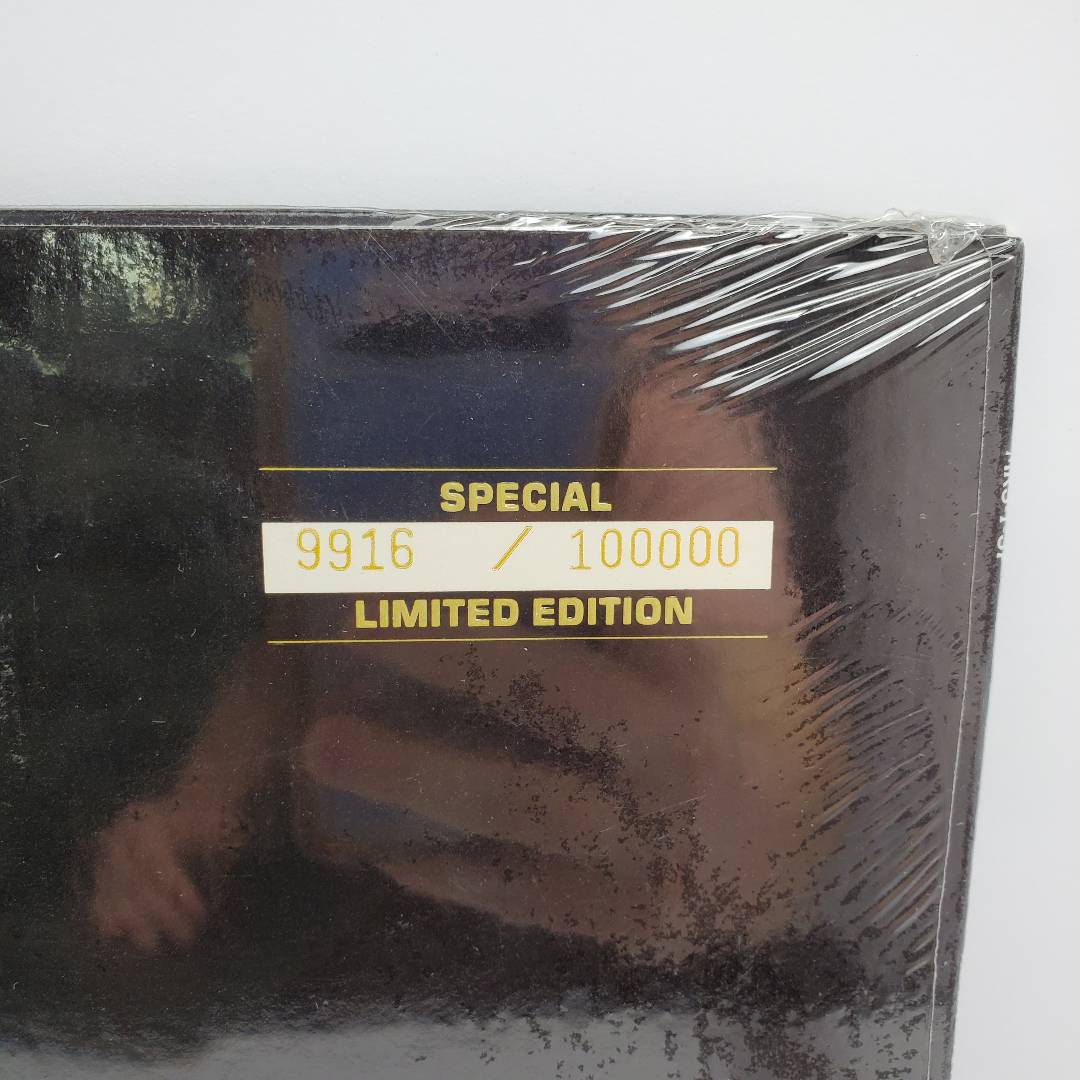 SPECIAL
9916 / 100000
LIMITED EDITION